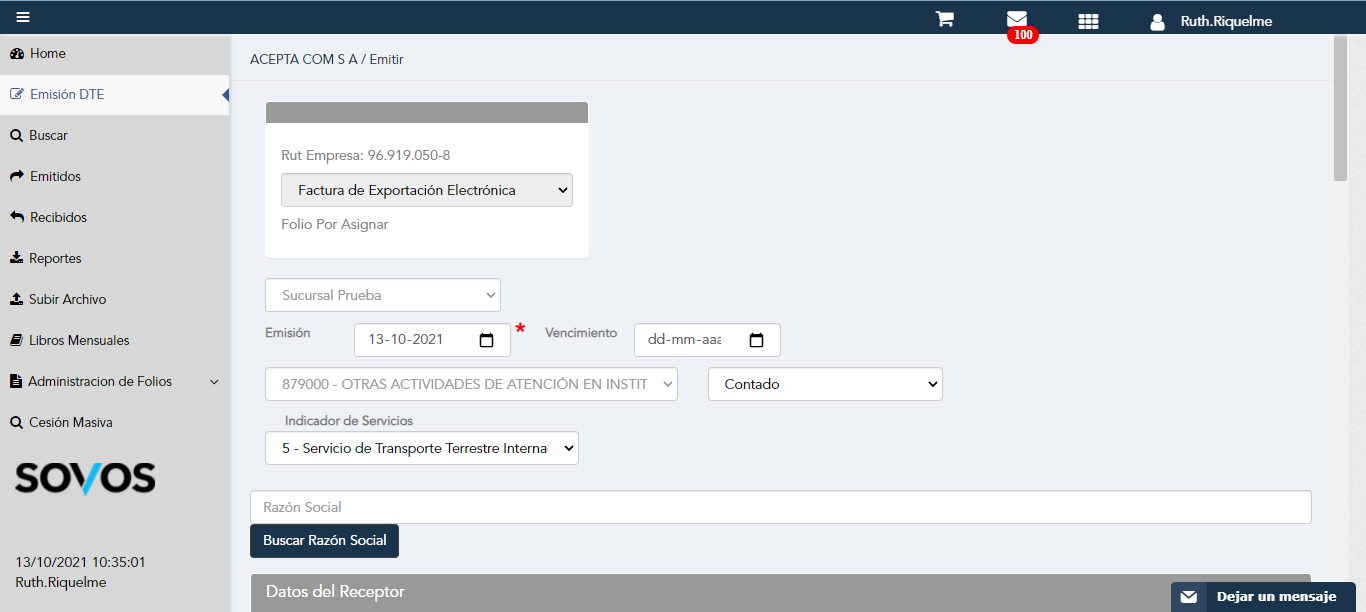 Ruth.Riquelme
100
Home
ACEPTA COM S A / Emitir
Emisión DTE
Buscar
Emitidos
Recibidos
Reportes
Subir Archivo
Libros Mensuales
Administracion de Folios
Cesión Masiva
SOVOS
13/10/2021 10:35:01
Ruth.Riquelme
Rut Empresa: 96.919.050-8
Factura de Exportación Electrónica
Folio Por Asignar
Sucursal Prueba
Emisión 13-10-2021 * Vencimiento dd-mm-aaa
879000 - OTRAS ACTIVIDADES DE ATENCIÓN EN INSTIT Contado
Indicador de Servicios
5 - Servicio de Transporte Terrestre Interna
Razón Social
Buscar Razón Social
Datos del Receptor
Dejar un mensaje